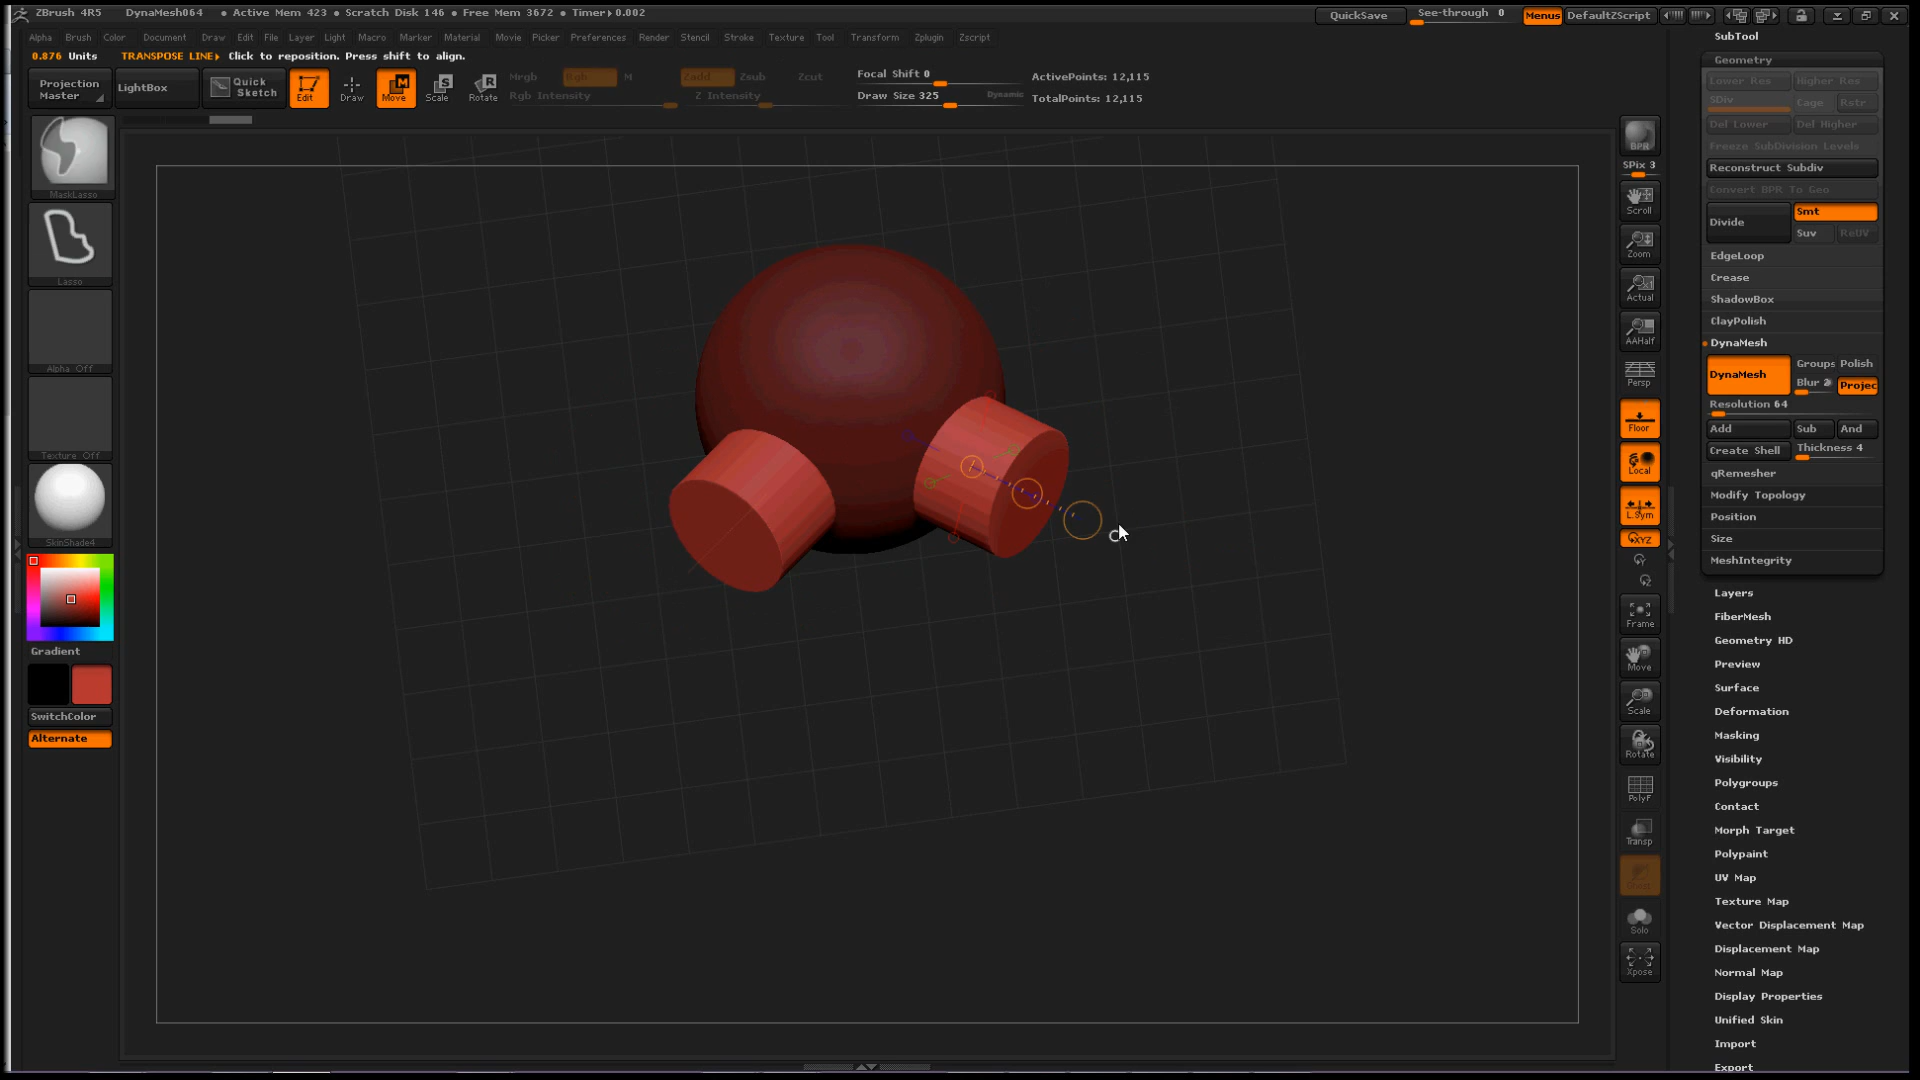 ZBrush 4R5 DynaMesh064 • Active Mem 423 • Scratch Disk 146 • Free Mem 3672 • Timer▸0.002 QuickSave See-through 0 Menus DefaultZScript
Alpha Brush Color Document Draw Edit File Layer Light Macro Marker Material Movie Picker Preferences Render Stencil Stroke Texture Tool Transform Zplugin Zscript
0.876 Units TRANSPOSE LINE▸ Click to reposition. Press shift to align.
Projection Master
LightBox
Quick Sketch
Edit
Draw
Move
Scale
Rotate
Mrgb Rgb M
Rgb Intensity
Zadd Zsub Zcut
Z Intensity
Focal Shift 0
Draw Size 325 Dynamic
ActivePoints: 12,115
TotalPoints: 12,115
MaskLasso
Lasso
Alpha Off
Texture Off
SkinShade4
Gradient
SwitchColor
Alternate
BPR
SPix 3
Scroll
Zoom
Actual
AAHalf
Persp
Floor
Local
L.Sym
XYZ
Frame
Move
Scale
Rotate
PolyF
Transp
Ghost
Solo
Xpose
SubTool
Geometry
Lower Res Higher Res
SDiv Cage Rstr
Del Lower Del Higher
Freeze SubDivision Levels
Reconstruct Subdiv
Convert BPR To Geo
Divide Smt
Suv ReUV
EdgeLoop
Crease
ShadowBox
ClayPolish
DynaMesh
DynaMesh Groups Polish
Blur 2 Projec
Resolution 64
Add Sub And
Create Shell Thickness 4
qRemesher
Modify Topology
Position
Size
MeshIntegrity
Layers
FiberMesh
Geometry HD
Preview
Surface
Deformation
Masking
Visibility
Polygroups
Contact
Morph Target
Polypaint
UV Map
Texture Map
Vector Displacement Map
Displacement Map
Normal Map
Display Properties
Unified Skin
Import
Export